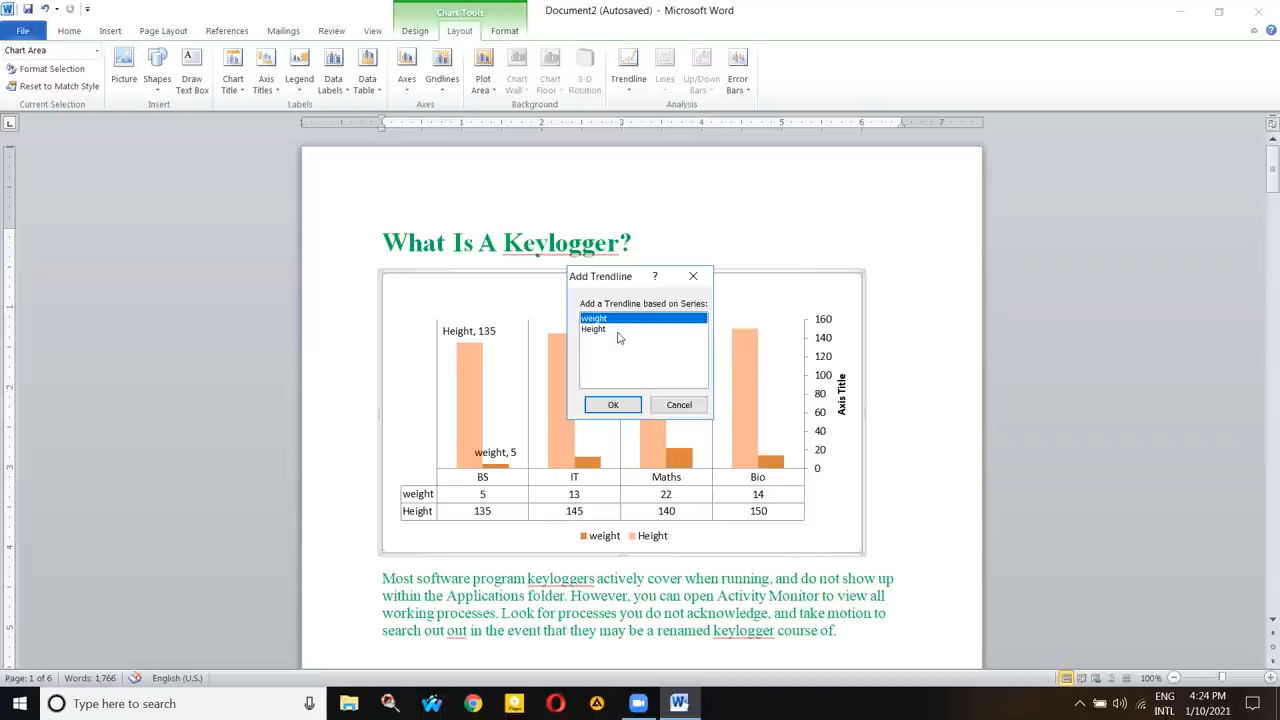 Chart Tools
Document2 (Autosaved) - Microsoft Word
File Home Insert Page Layout References Mailings Review View Design Layout Format
Chart Area
Format Selection
Reset to Match Style
Current Selection
Picture
Shapes
Draw
Text Box
Insert
Chart
Title
Axis
Titles
Legend
Data
Labels
Data
Table
Labels
Axes
Gridlines
Axes
Plot
Area
Chart
Wall
Chart
Floor
3-D
Rotation
Background
Trendline
Lines
Up/Down
Bars
Error
Bars
Analysis
1 2 3 4 5 6 7
What Is A Keylogger?
Add Trendline ?
Add a Trendline based on Series:
weight
Height
OK Cancel
Height, 135
weight, 5
160
140
120
100
80
60
40
20
0
Axis Title
BS IT Maths Bio
weight 5 13 22 14
Height 135 145 140 150
weight Height
Most software program keyloggers actively cover when running, and do not show up
within the Applications folder. However, you can open Activity Monitor to view all
working processes. Look for processes you do not acknowledge, and take motion to
search out out in the event that they may be a renamed keylogger course of.
Page: 1 of 6 Words: 1,766 English (U.S.) 100%
Type here to search
ENG
INTL
4:24 PM
1/10/2021